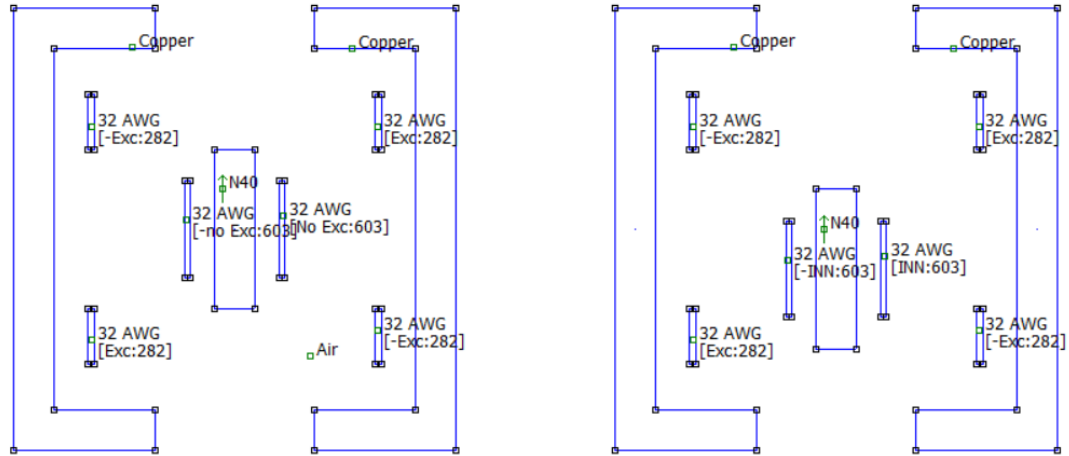 Copper
Copper
32 AWG
[-Exc:282]
32 AWG
[Exc:282]
N40
32 AWG
[-no Exc:603]
32 AWG
[No Exc:603]
32 AWG
[Exc:282]
32 AWG
[-Exc:282]
Air
Copper
Copper
32 AWG
[-Exc:282]
32 AWG
[Exc:282]
N40
32 AWG
[-INN:603]
32 AWG
[INN:603]
32 AWG
[Exc:282]
32 AWG
[-Exc:282]